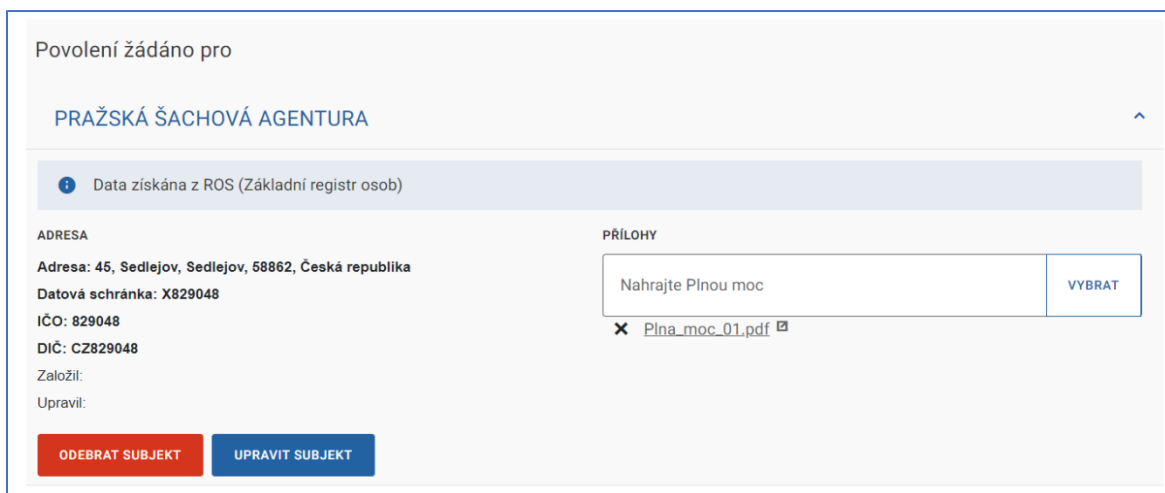 Povolení žádáno pro
PRAŽSKÁ ŠACHOVÁ AGENTURA
Data získána z ROS (Základní registr osob)
ADRESA
Adresa: 45, Sedlejov, Sedlejov, 58862, Česká republika
Datová schránka: X829048
IČO: 829048
DIČ: CZ829048
Založil:
Upravil:
PŘÍLOHY
Nahrajte Plnou moc
VYBRAT
Plna_moc_01.pdf
ODEBRAT SUBJEKT
UPRAVIT SUBJEKT